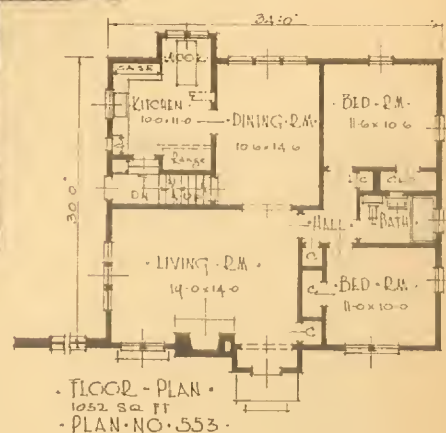 34'-0"
30'-0"
CASE
NOOK
KITCHEN
10-0 x 11-0
DINING-RM.
10-6 x 14-6
BED-RM.
11-6 x 10-6
Range
DN
UP
C
HALL
BATH
C
LIVING-RM.
19-0 x 14-0
BED-RM.
11-0 x 10-0
C
FLOOR-PLAN
1052 SQ FT
PLAN·NO·553